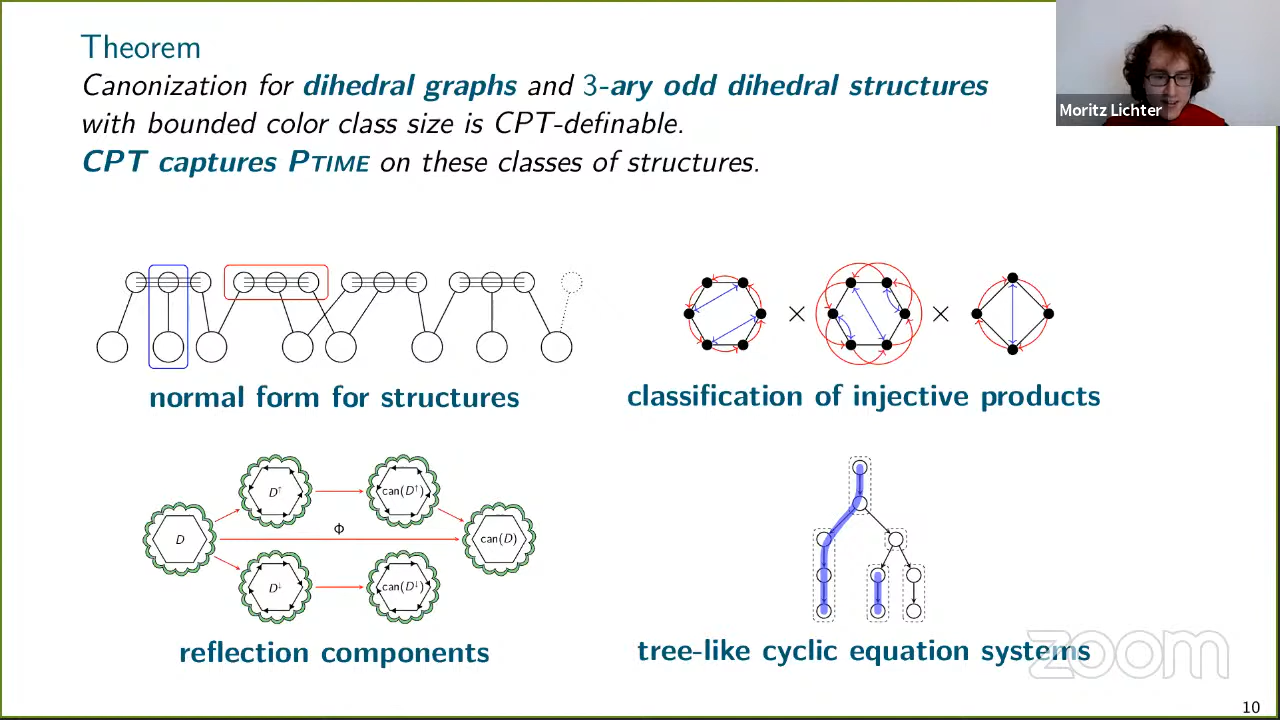 Theorem
Canonization for dihedral graphs and 3-ary odd dihedral structures
with bounded color class size is CPT-definable.
CPT captures PTIME on these classes of structures.
Moritz Lichter
× ×
normal form for structures
classification of injective products
D
D↑
can(D↑)
Φ
can(D)
D↓
can(D↓)
reflection components
tree-like cyclic equation systems
zoom
10